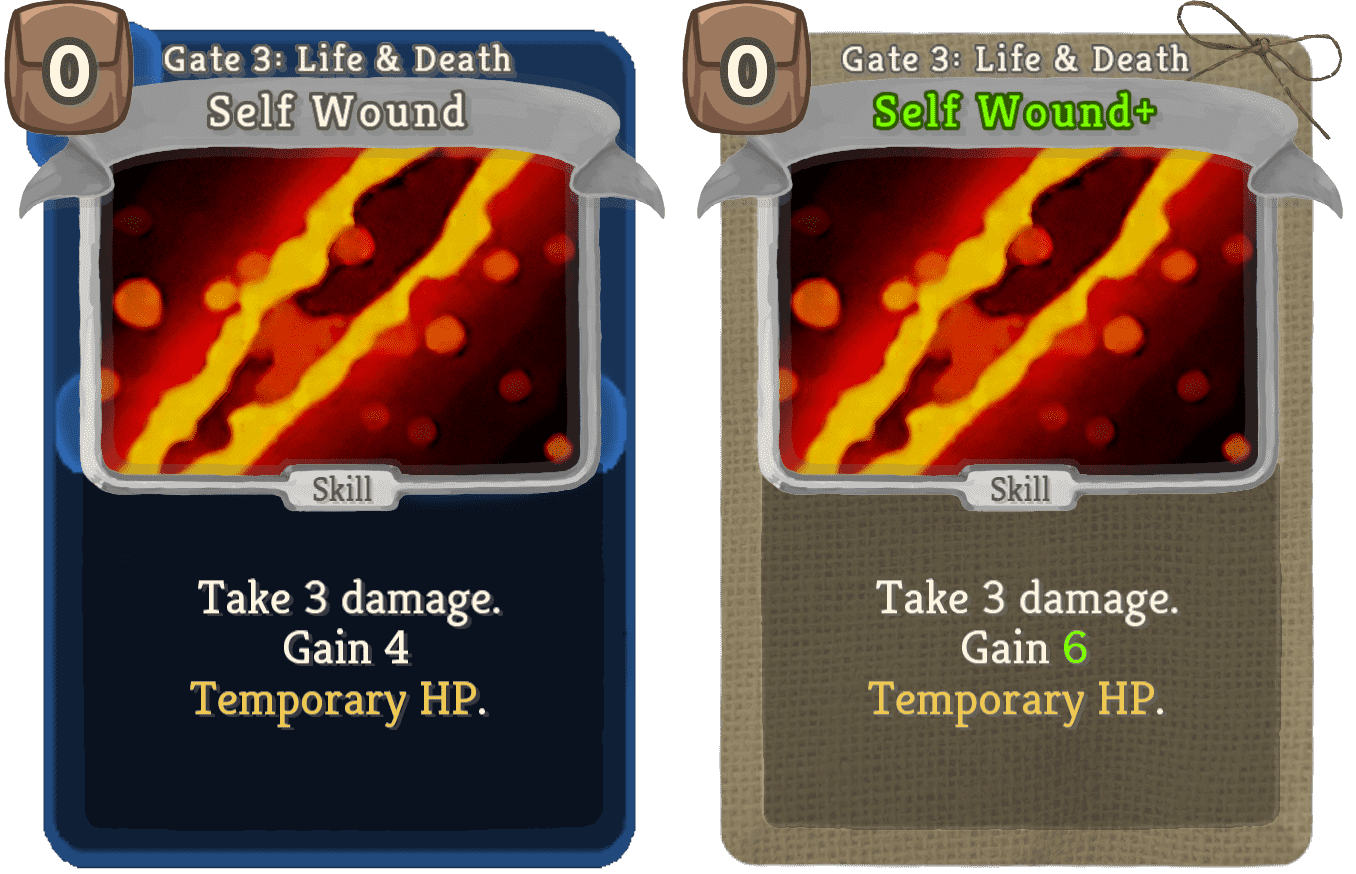 0
Gate 3: Life & Death
Self Wound
Skill
Take 3 damage.
Gain 4
Temporary HP.
0
Gate 3: Life & Death
Self Wound+
Skill
Take 3 damage.
Gain 6
Temporary HP.